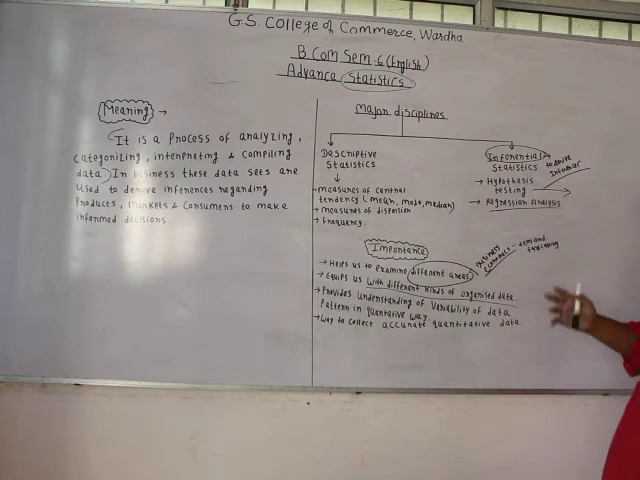 G.S. College of Commerce, Wardha
B.Com Sem-6 (English)
Advance Statistics
Meaning →
It is a process of analyzing,
categorizing, interpreting & compiling
data. In business these data sets are
used to derive inferences regarding
Products, markets & consumers to make
informed decisions.
Major disciplines
Descriptive
Statistics
- measures of central
tendency (mean, mode, median)
- measures of dispersion
- Frequency.
Inferential
Statistics
to derive
→ Hypothesis
testing
→ Regression Analysis
Importance
→ Helps us to examine different areas
Business
Economics - demand
forecasting
→ Equips us with different kinds of organised data.
→ Provides understanding of variability of data
Pattern in quantative way.
→ Way to collect accurate quantitative data.